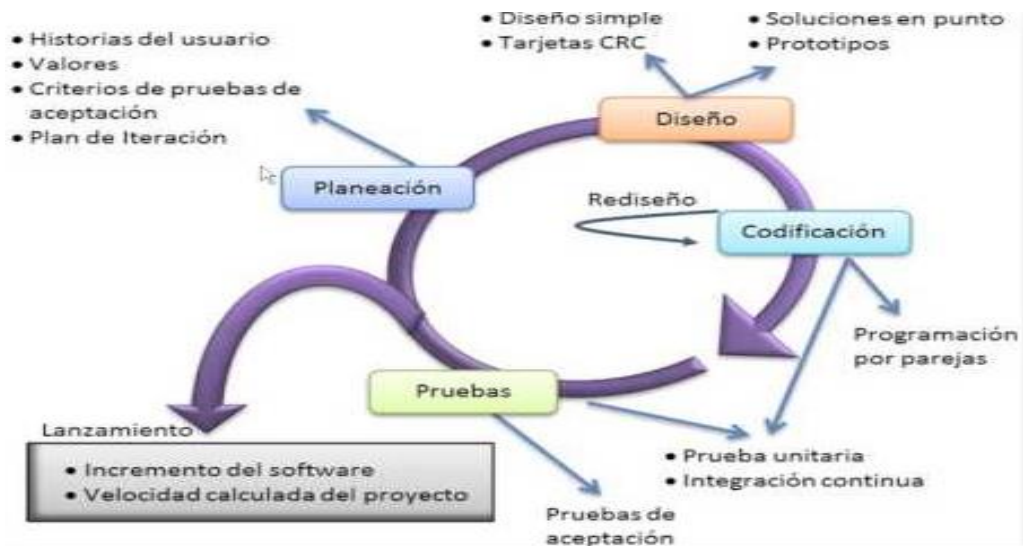 • Historias del usuario
• Valores
• Criterios de pruebas de
aceptación
• Plan de Iteración
• Diseño simple
• Tarjetas CRC
• Soluciones en punto
• Prototipos
Diseño
Planeación
Rediseño
Codificación
Programación
por parejas
Pruebas
Lanzamiento
• Incremento del software
• Velocidad calculada del proyecto
• Prueba unitaria
• Integración continua
Pruebas de
aceptación